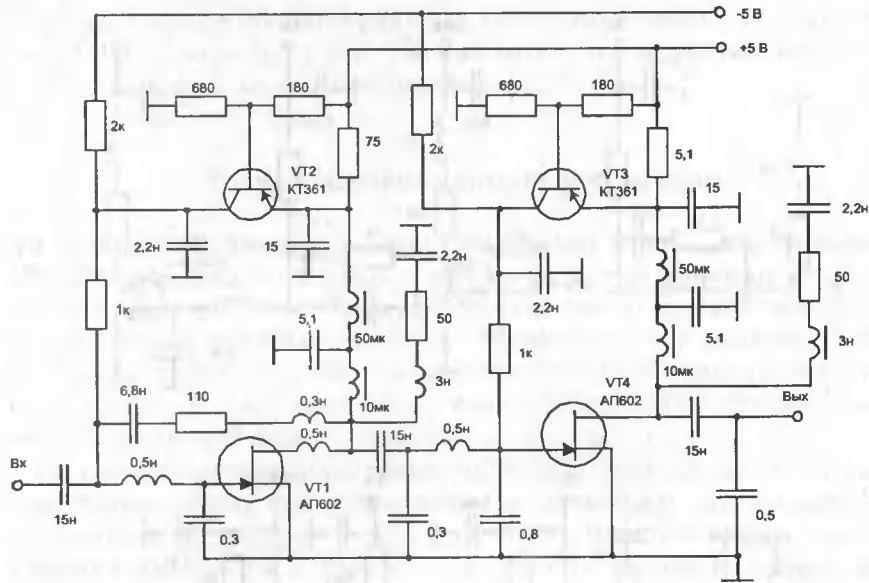 -5 В
+5 В
680
180
680
180
2к
75
2к
5,1
VT2
КТ361
VT3
КТ361
15
2,2н
2,2н
15
2,2н
50мк
50
2,2н
50мк
50
1к
5,1
1к
5,1
3н
3н
10мк
10мк
VT4
АП602
6,8н
110
0,3н
Вых
0,5н
15н
0,5н
Вх
0,5н
15н
VT1
АП602
15н
0.3
0,3
0,8
0,5